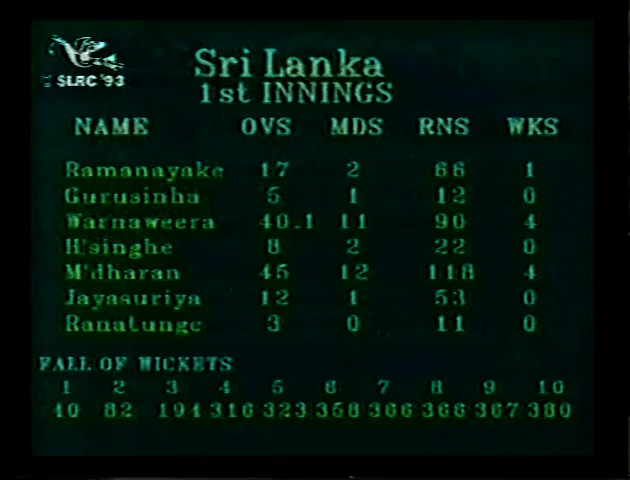 © SLRC '93
Sri Lanka
1st INNINGS
NAME OVS MDS RNS WKS
Ramanayake 17 2 66 1
Gurusinha 5 1 12 0
Warnaweera 40.1 11 90 4
H'singhe 8 2 22 0
M'dharan 45 12 118 4
Jayasuriya 12 1 53 0
Ranatunge 3 0 11 0
FALL OF WICKETS
1 2 3 4 5 6 7 8 9 10
40 82 194 316 323 358 366 366 367 380